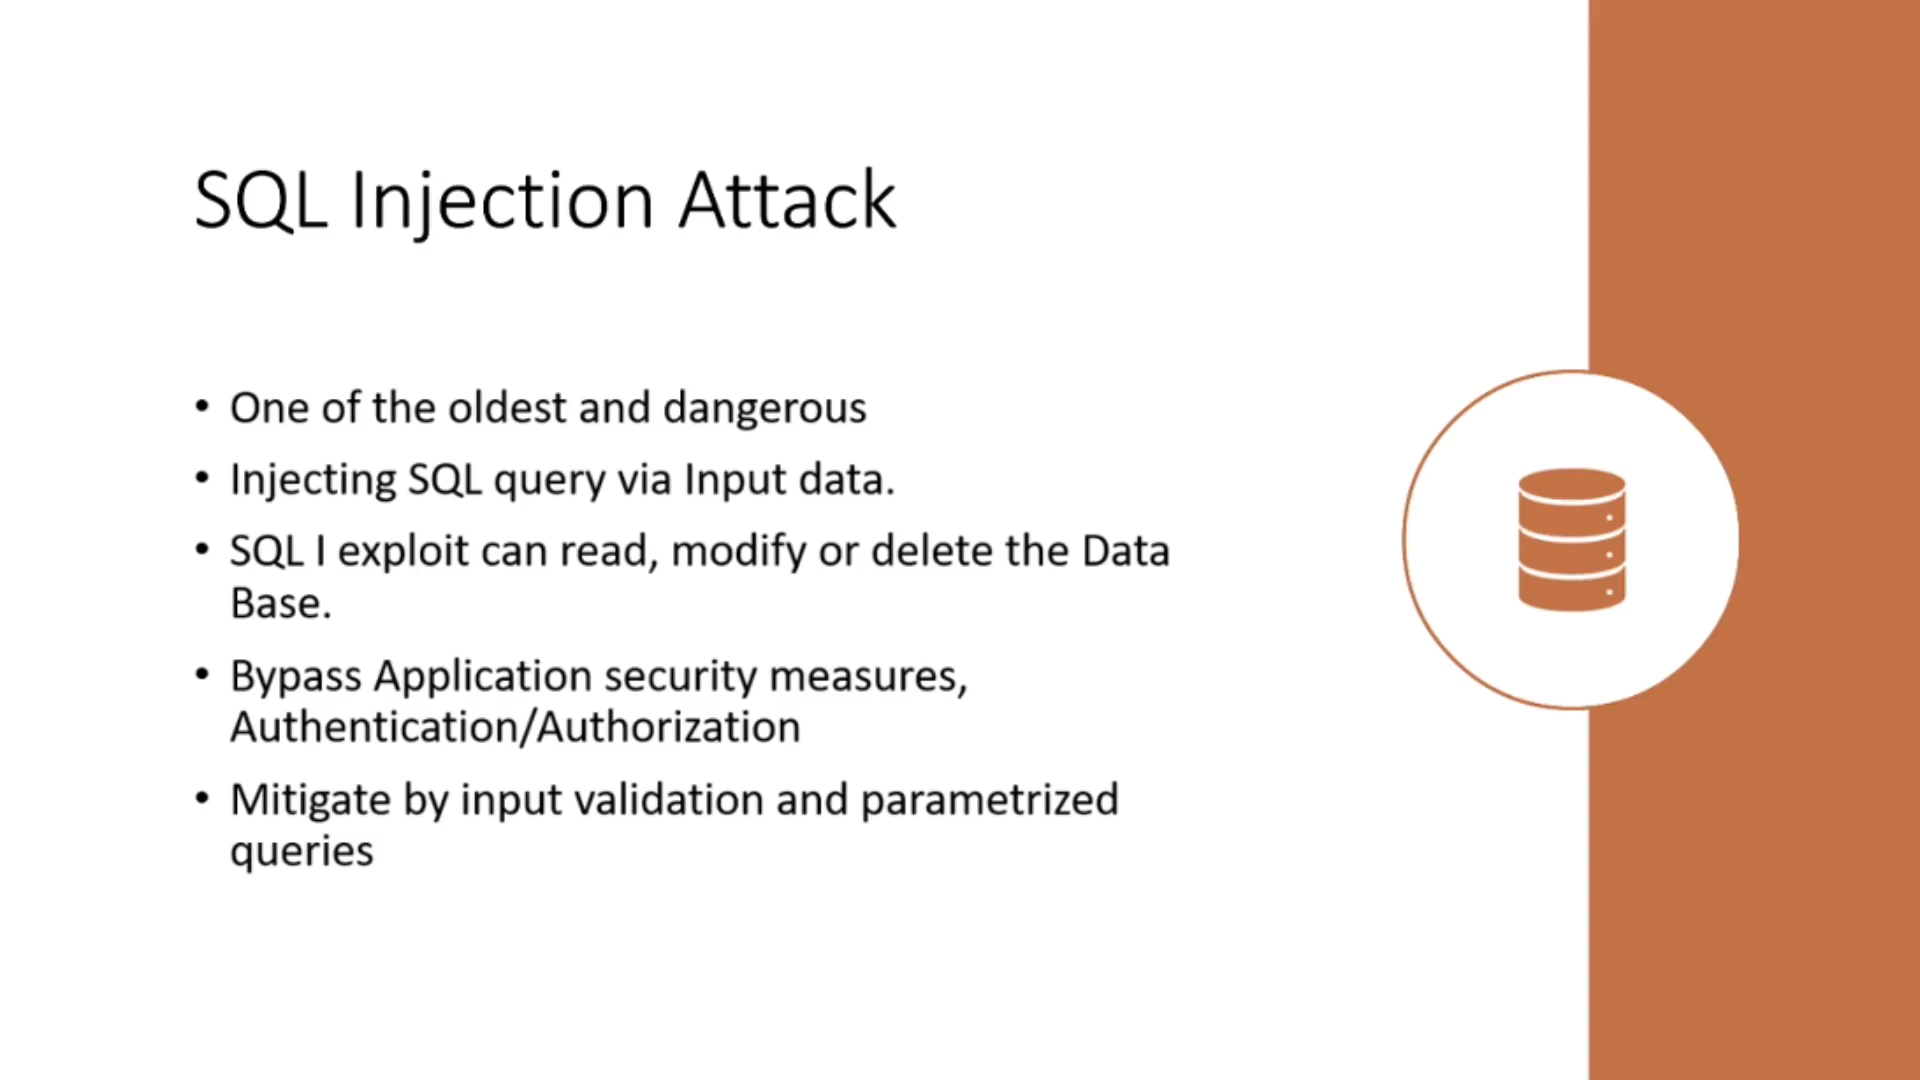 SQL Injection Attack
• One of the oldest and dangerous
• Injecting SQL query via Input data.
• SQL I exploit can read, modify or delete the Data
Base.
• Bypass Application security measures,
Authentication/Authorization
• Mitigate by input validation and parametrized
queries